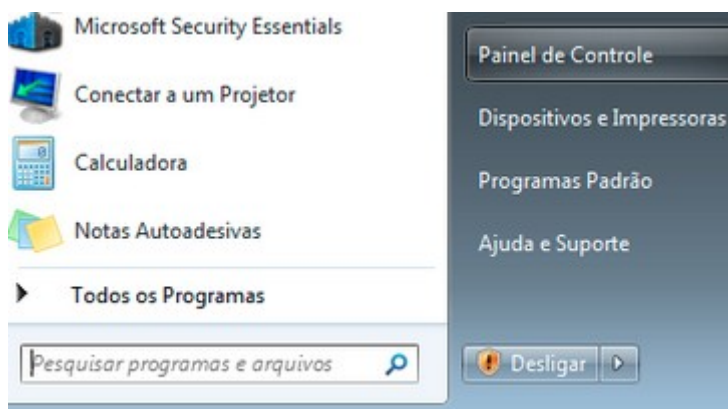 Microsoft Security Essentials
Conectar a um Projetor
Calculadora
Notas Autoadesivas
Todos os Programas
Pesquisar programas e arquivos
Painel de Controle
Dispositivos e Impressoras
Programas Padrão
Ajuda e Suporte
Desligar